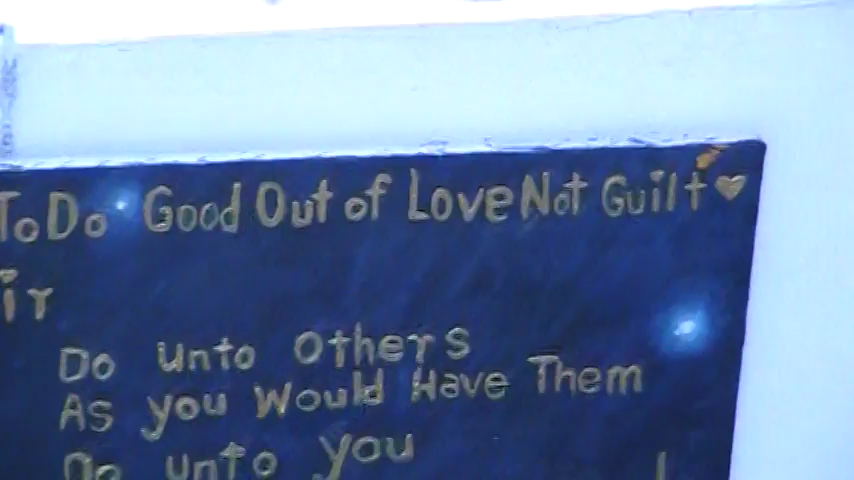 To Do Good Out of Love Not Guilt
ir
Do unto Others
As you Would Have Them
Do unto you